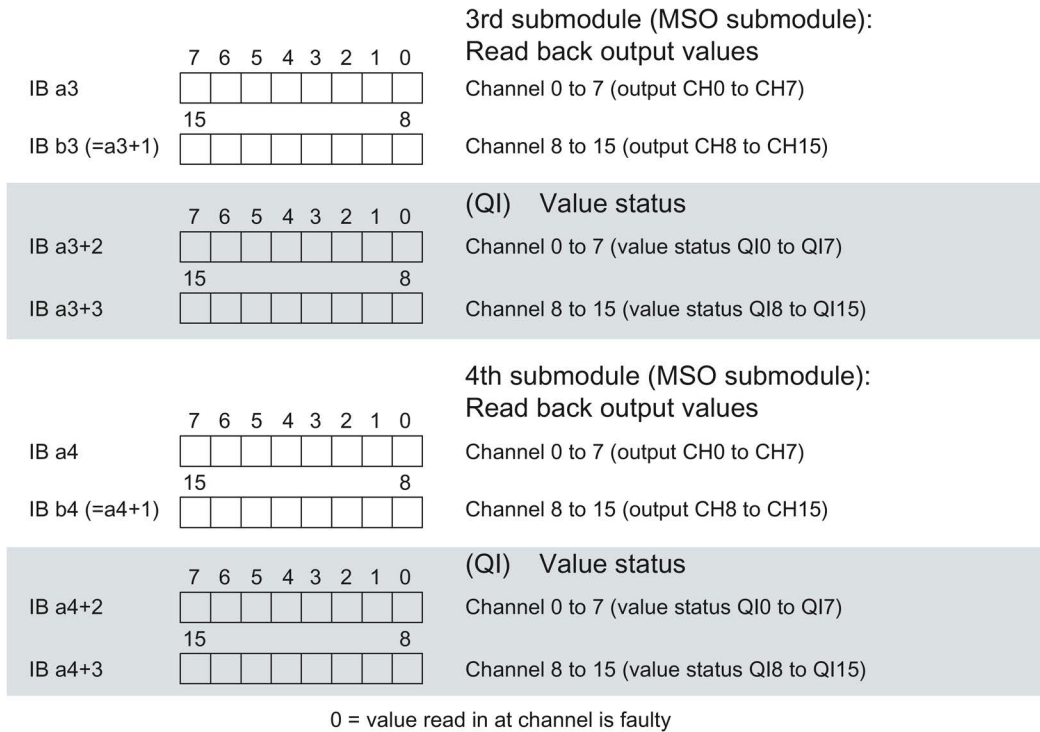 3rd submodule (MSO submodule):
Read back output values
7 6 5 4 3 2 1 0
IB a3 Channel 0 to 7 (output CH0 to CH7)
15 8
IB b3 (=a3+1) Channel 8 to 15 (output CH8 to CH15)
(QI) Value status
7 6 5 4 3 2 1 0
IB a3+2 Channel 0 to 7 (value status QI0 to QI7)
15 8
IB a3+3 Channel 8 to 15 (value status QI8 to QI15)
4th submodule (MSO submodule):
Read back output values
7 6 5 4 3 2 1 0
IB a4 Channel 0 to 7 (output CH0 to CH7)
15 8
IB b4 (=a4+1) Channel 8 to 15 (output CH8 to CH15)
(QI) Value status
7 6 5 4 3 2 1 0
IB a4+2 Channel 0 to 7 (value status QI0 to QI7)
15 8
IB a4+3 Channel 8 to 15 (value status QI8 to QI15)
0 = value read in at channel is faulty